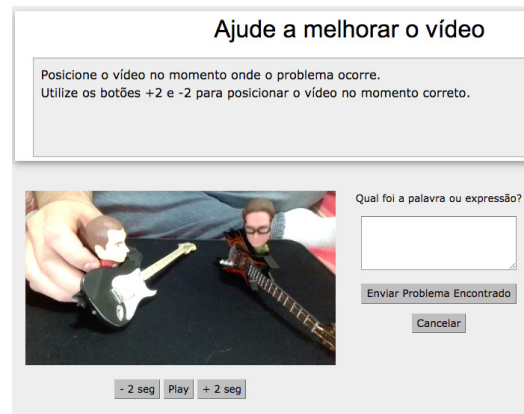 Ajude a melhorar o vídeo
Posicione o vídeo no momento onde o problema ocorre.
Utilize os botões +2 e -2 para posicionar o vídeo no momento correto.
Qual foi a palavra ou expressão?
Enviar Problema Encontrado
Cancelar
- 2 seg Play + 2 seg